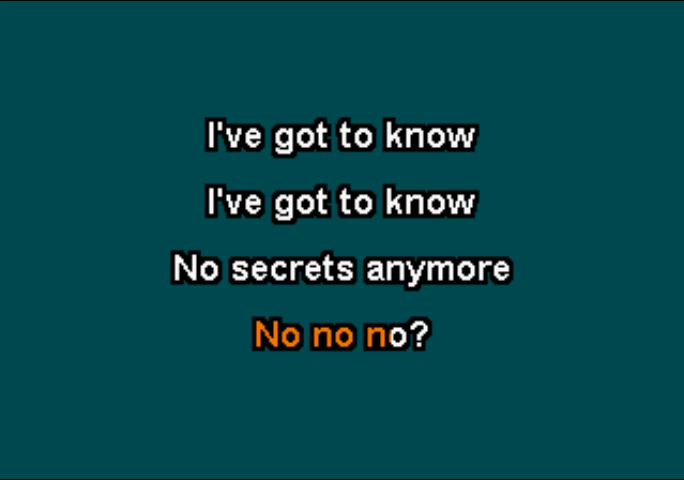 I've got to know
I've got to know
No secrets anymore
No no no?